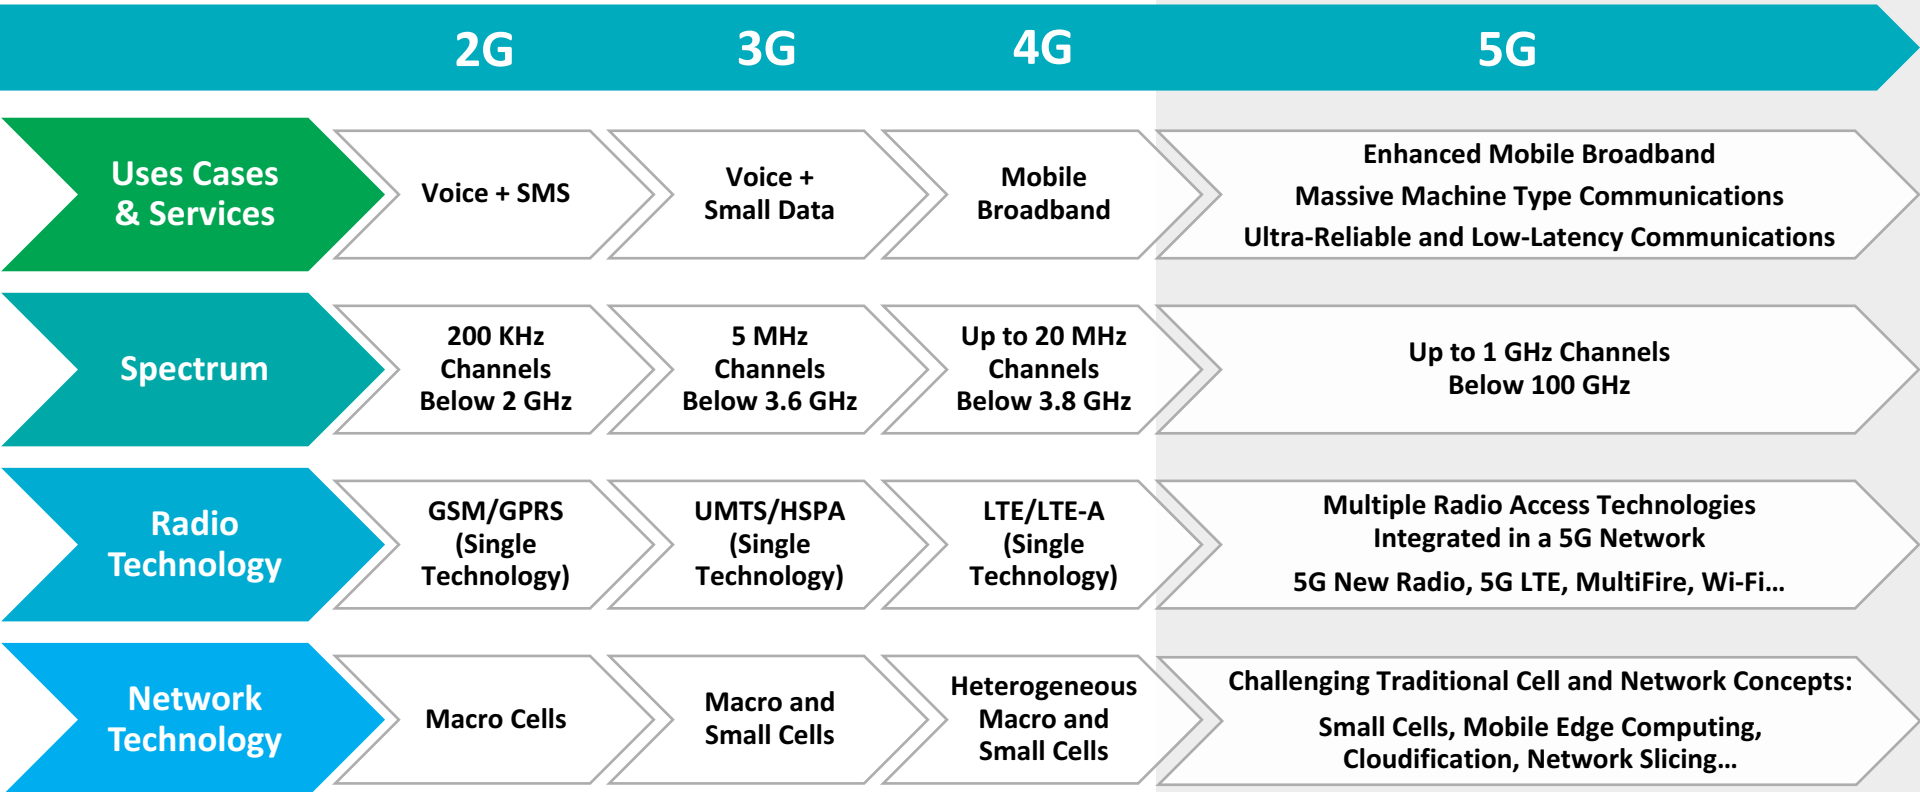 2G
3G
4G
5G
Uses Cases
& Services
Voice + SMS
Voice +
Small Data
Mobile
Broadband
Enhanced Mobile Broadband
Massive Machine Type Communications
Ultra-Reliable and Low-Latency Communications
Spectrum
200 KHz
Channels
Below 2 GHz
5 MHz
Channels
Below 3.6 GHz
Up to 20 MHz
Channels
Below 3.8 GHz
Up to 1 GHz Channels
Below 100 GHz
Radio
Technology
GSM/GPRS
(Single
Technology)
UMTS/HSPA
(Single
Technology)
LTE/LTE-A
(Single
Technology)
Multiple Radio Access Technologies
Integrated in a 5G Network
5G New Radio, 5G LTE, MultiFire, Wi-Fi...
Network
Technology
Macro Cells
Macro and
Small Cells
Heterogeneous
Macro and
Small Cells
Challenging Traditional Cell and Network Concepts:
Small Cells, Mobile Edge Computing,
Cloudification, Network Slicing...